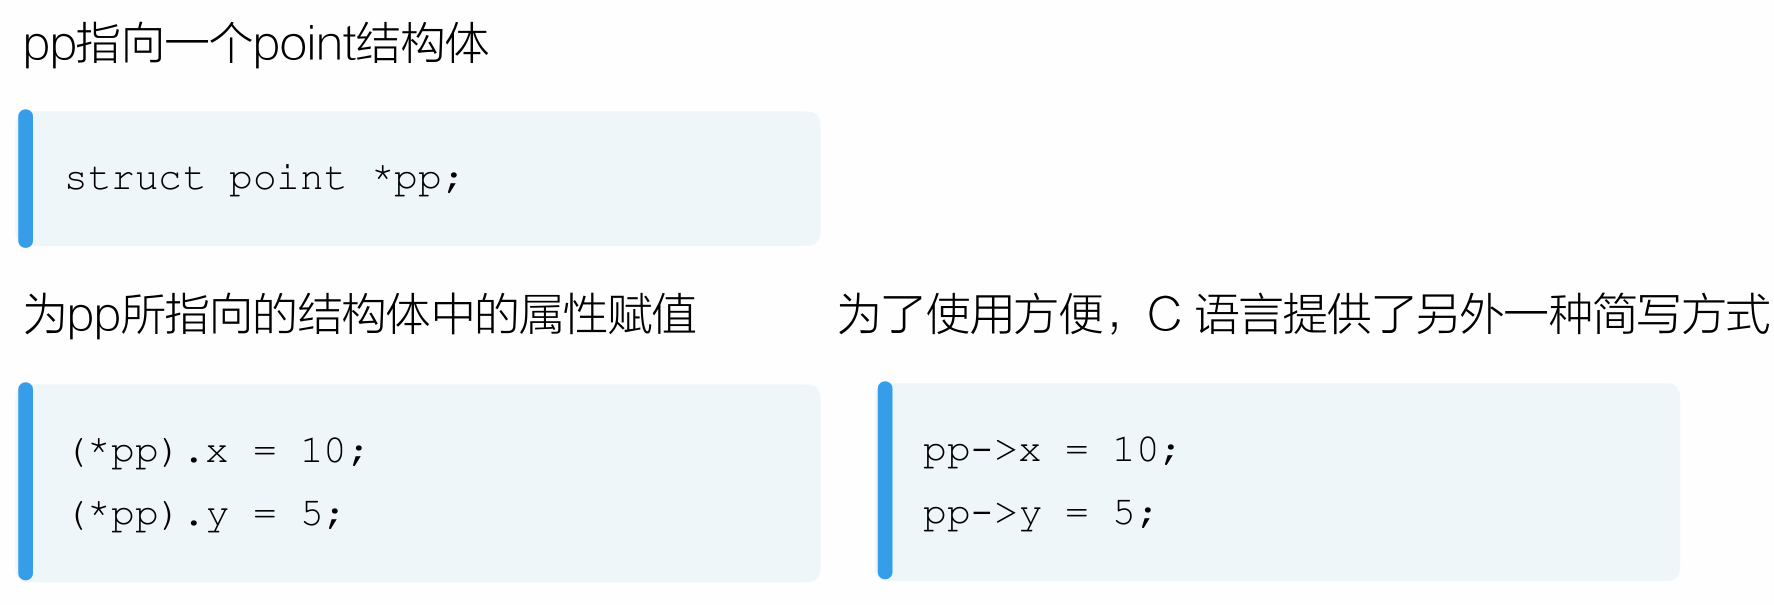 pp指向一个point结构体
struct point *pp;
为pp所指向的结构体中的属性赋值
(*pp).x = 10;
(*pp).y = 5;
为了使用方便，C 语言提供了另外一种简写方式
pp->x = 10;
pp->y = 5;